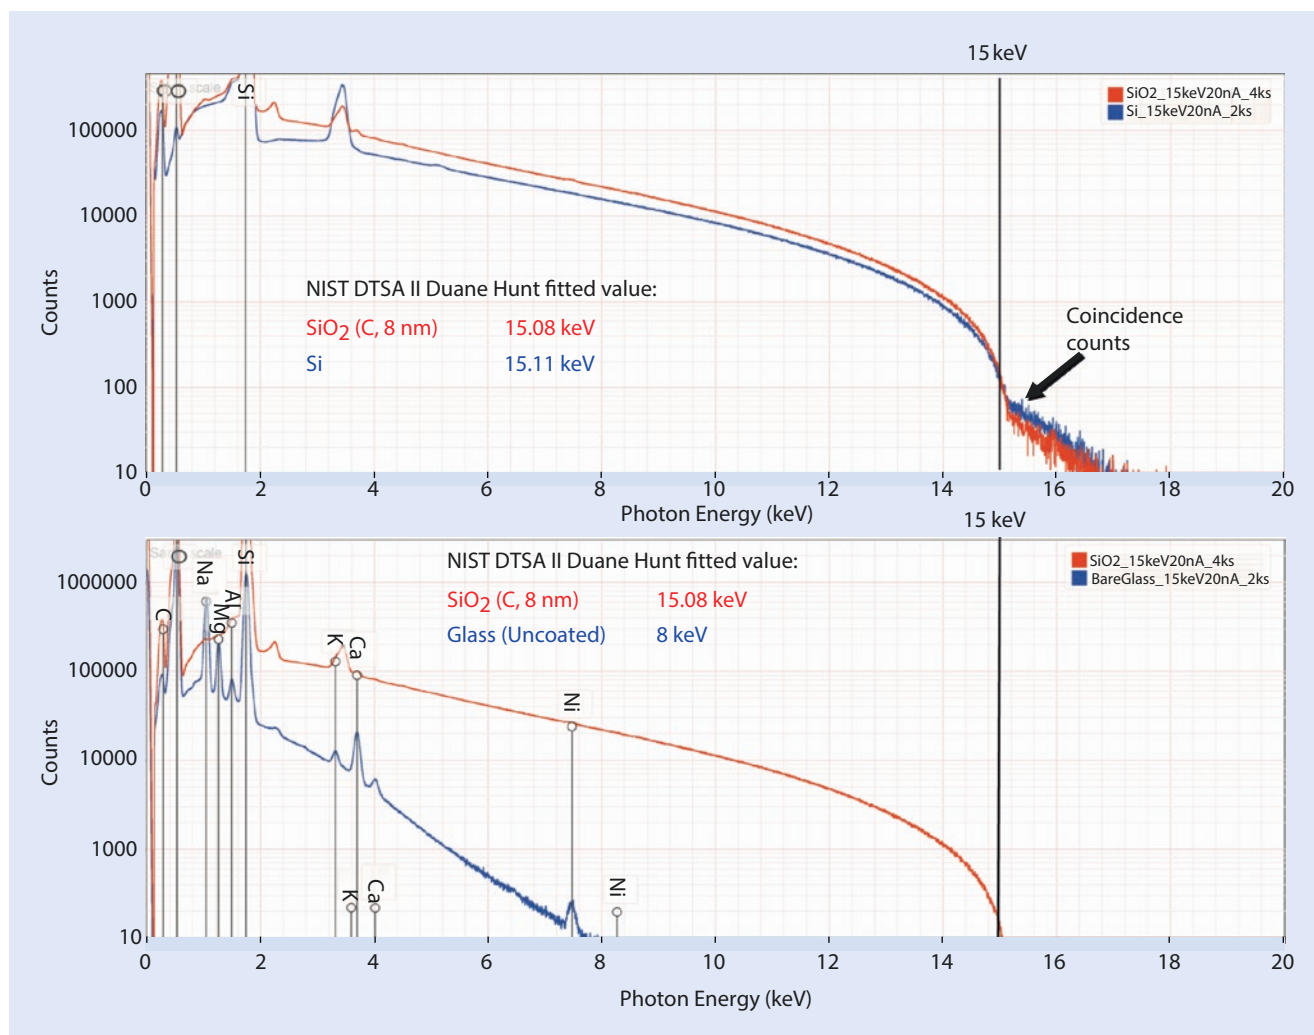 15 keV
C
O
Si
SiO2_15keV20nA_4ks
Si_15keV20nA_2ks
100000
10000
1000
100
10
Counts
NIST DTSA II Duane Hunt fitted value:
SiO2 (C, 8 nm) 15.08 keV
Si 15.11 keV
Coincidence
counts
0 2 4 6 8 10 12 14 16 18 20
Photon Energy (keV)
15 keV
C
O
Na
Mg
Al
Si
K
Ca
Ni
K
Ca
Ni
NIST DTSA II Duane Hunt fitted value:
SiO2 (C, 8 nm) 15.08 keV
Glass (Uncoated) 8 keV
SiO2_15keV20nA_4ks
BareGlass_15keV20nA_2ks
1000000
100000
10000
1000
10
Counts
0 2 4 6 8 10 12 14 16 18 20
Photon Energy (keV)